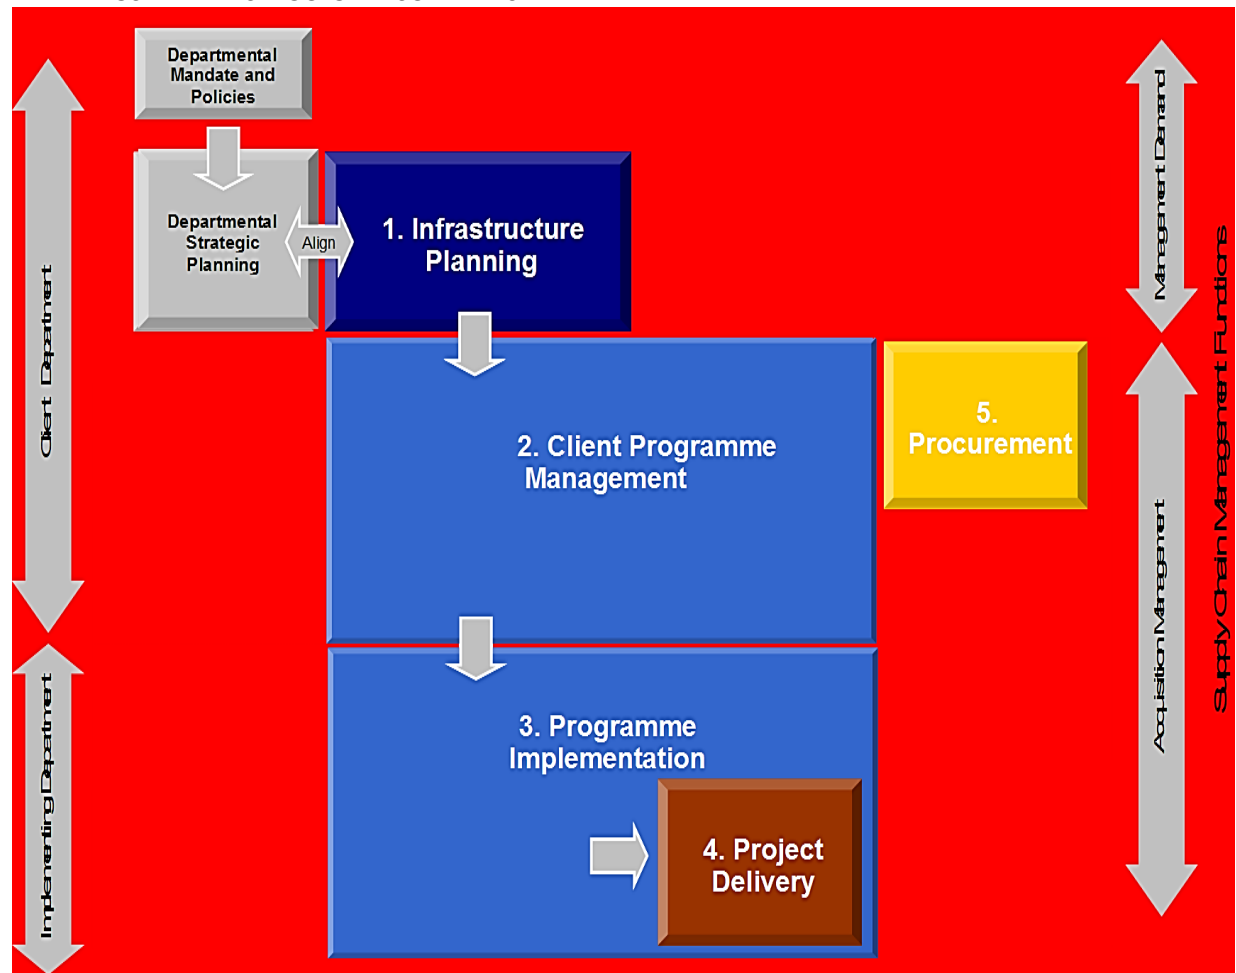 Departmental
Mandate and
Policies
Departmental
Strategic
Planning
Align
1. Infrastructure
Planning
2. Client Programme
Management
5.
Procurement
3. Programme
Implementation
4. Project
Delivery
Client Department
Implementing Department
Management Demand
Acquisition Management
Supply Chain Management Functions